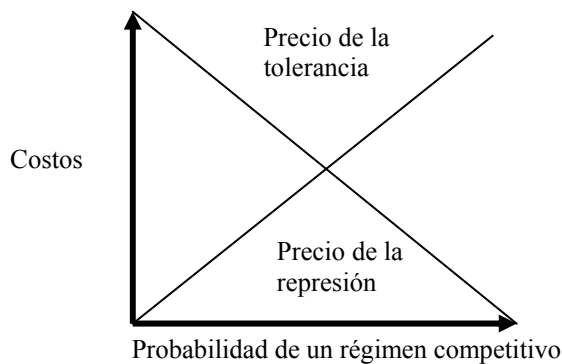 Precio de la
tolerancia
Costos
Precio de la
represión
Probabilidad de un régimen competitivo